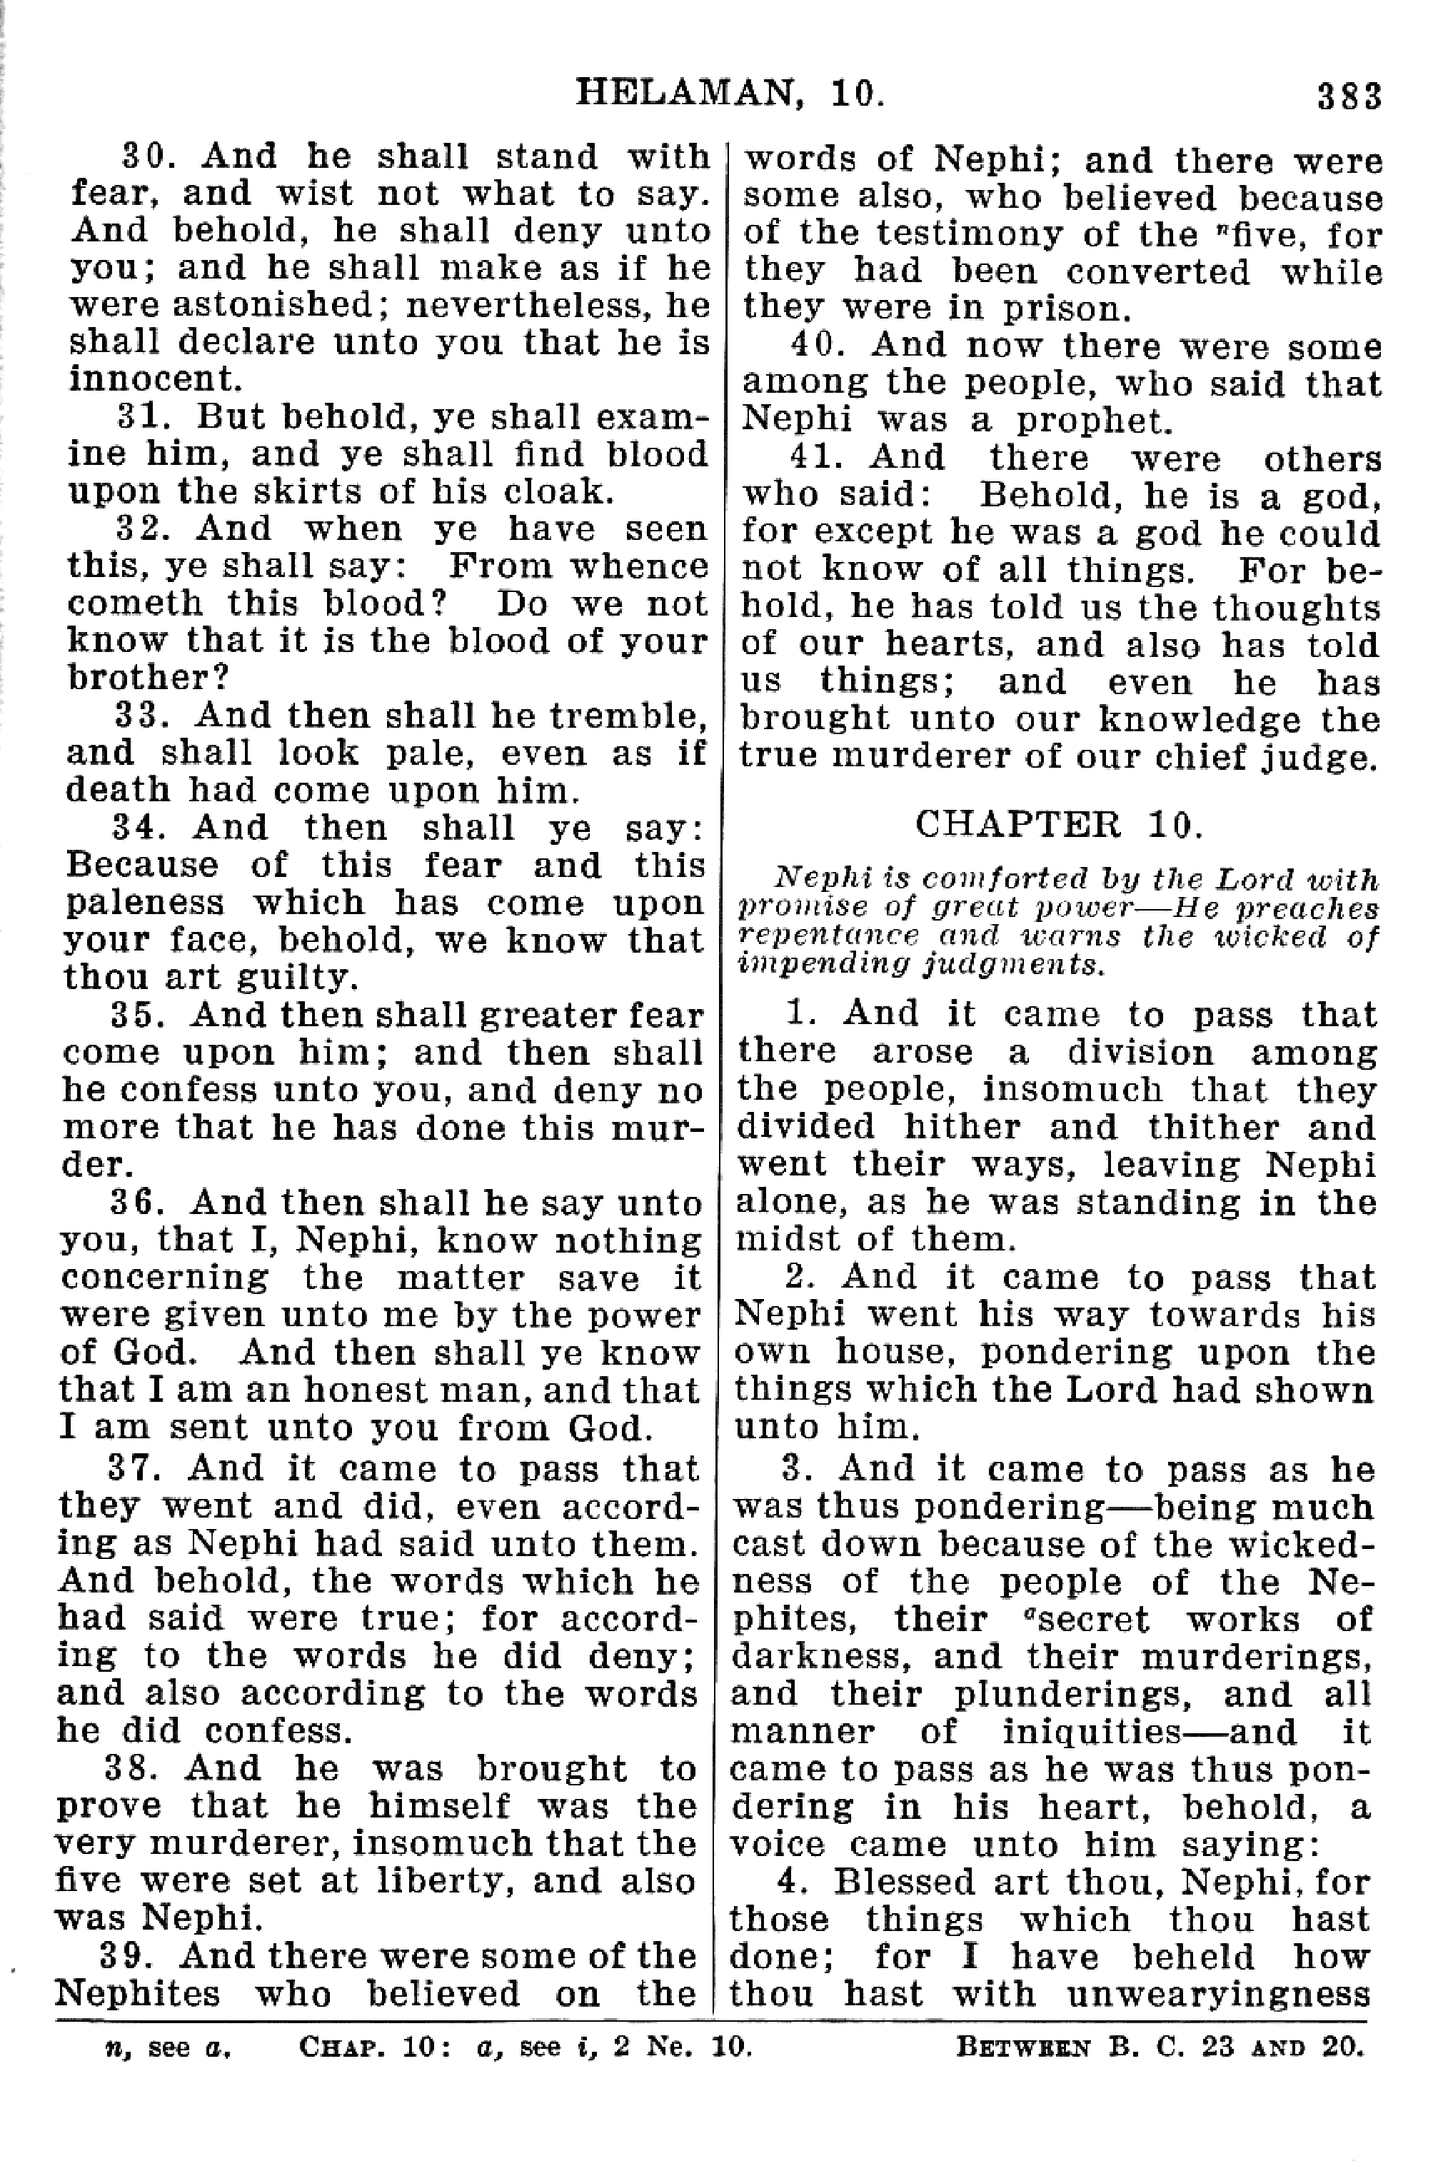 HELAMAN, 10.
383
30. And he shall stand with
fear, and wist not what to say.
And behold, he shall deny unto
you; and he shall make as if he
were astonished; nevertheless, he
shall declare unto you that he is
innocent.
31. But behold, ye shall exam-
ine him, and ye shall find blood
upon the skirts of his cloak.
32. And when ye have seen
this, ye shall say: From whence
cometh this blood? Do we not
know that it is the blood of your
brother?
33. And then shall he tremble,
and shall look pale, even as if
death had come upon him.
34. And then shall ye say:
Because of this fear and this
paleness which has come upon
your face, behold, we know that
thou art guilty.
35. And then shall greater fear
come upon him; and then shall
he confess unto you, and deny no
more that he has done this mur-
der.
36. And then shall he say unto
you, that I, Nephi, know nothing
concerning the matter save it
were given unto me by the power
of God. And then shall ye know
that I am an honest man, and that
I am sent unto you from God.
37. And it came to pass that
they went and did, even accord-
ing as Nephi had said unto them.
And behold, the words which he
had said were true; for accord-
ing to the words he did deny;
and also according to the words
he did confess.
38. And he was brought to
prove that he himself was the
very murderer, insomuch that the
five were set at liberty, and also
was Nephi.
39. And there were some of the
Nephites who believed on the
words of Nephi; and there were
some also, who believed because
of the testimony of the ⁿfive, for
they had been converted while
they were in prison.
40. And now there were some
among the people, who said that
Nephi was a prophet.
41. And there were others
who said: Behold, he is a god,
for except he was a god he could
not know of all things. For be-
hold, he has told us the thoughts
of our hearts, and also has told
us things; and even he has
brought unto our knowledge the
true murderer of our chief judge.
CHAPTER 10.
Nephi is comforted by the Lord with
promise of great power—He preaches
repentance and warns the wicked of
impending judgments.
1. And it came to pass that
there arose a division among
the people, insomuch that they
divided hither and thither and
went their ways, leaving Nephi
alone, as he was standing in the
midst of them.
2. And it came to pass that
Nephi went his way towards his
own house, pondering upon the
things which the Lord had shown
unto him.
3. And it came to pass as he
was thus pondering—being much
cast down because of the wicked-
ness of the people of the Ne-
phites, their ᵃsecret works of
darkness, and their murderings,
and their plunderings, and all
manner of iniquities—and it
came to pass as he was thus pon-
dering in his heart, behold, a
voice came unto him saying:
4. Blessed art thou, Nephi, for
those things which thou hast
done; for I have beheld how
thou hast with unwearyingness
n, see a. CHAP. 10: a, see i, 2 Ne. 10. BETWEEN B. C. 23 AND 20.